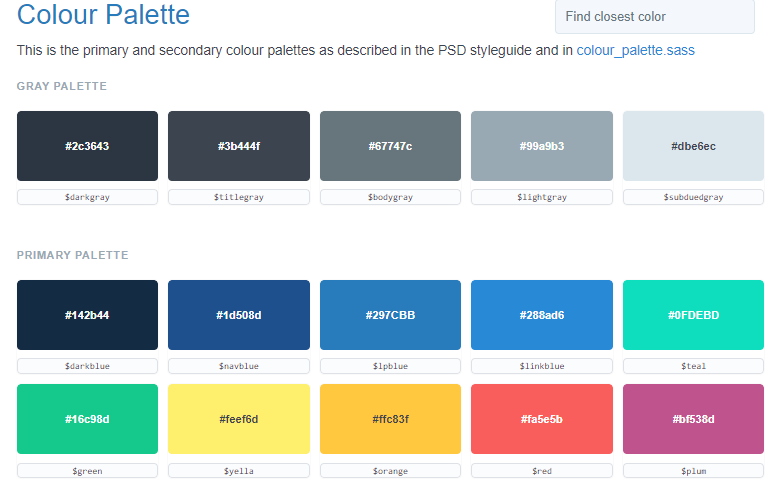 Colour Palette
Find closest color
This is the primary and secondary colour palettes as described in the PSD styleguide and in colour_palette.sass
GRAY PALETTE
#2c3643 #3b444f #67747c #99a9b3 #dbe6ec
$darkgray $titlegray $bodygray $lightgray $subduedgray
PRIMARY PALETTE
#142b44 #1d508d #297CBB #288ad6 #0FDEBD
$darkblue $navblue $lpblue $linkblue $teal
#16c98d #feef6d #ffc83f #fa5e5b #bf538d
$green $yella $orange $red $plum